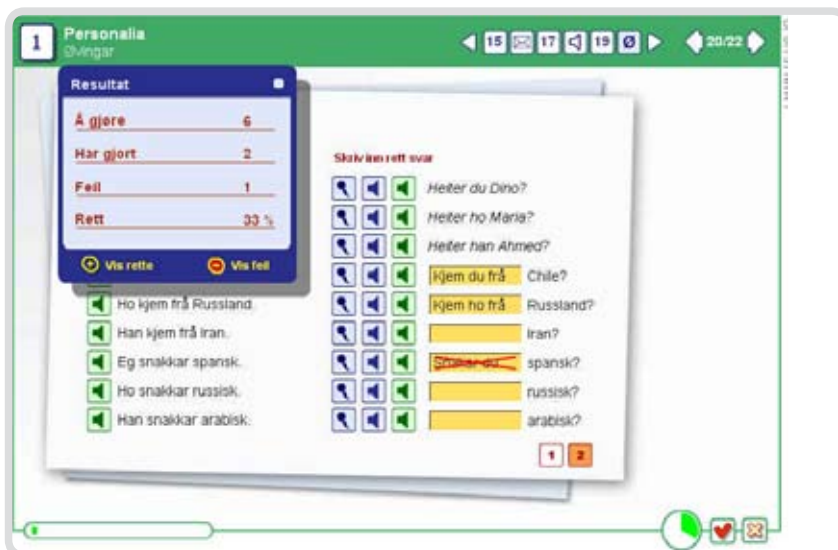 1
Personalia
Øvingar
15 17 19 Ø
20/22
Resultat
Å gjøre 6
Har gjort 2
Feil 1
Rett 33 %
Vis rette Vis feil
Skriv inn rett svar
Heiter du Dino?
Heiter ho Maria?
Heiter han Ahmed?
Kjem du frå Chile?
Ho kjem frå Russland. Kjem ho frå Russland?
Han kjem frå Iran. Iran?
Eg snakkar spansk. spansk?
Ho snakkar russisk. russisk?
Han snakkar arabisk. arabisk?
1 2